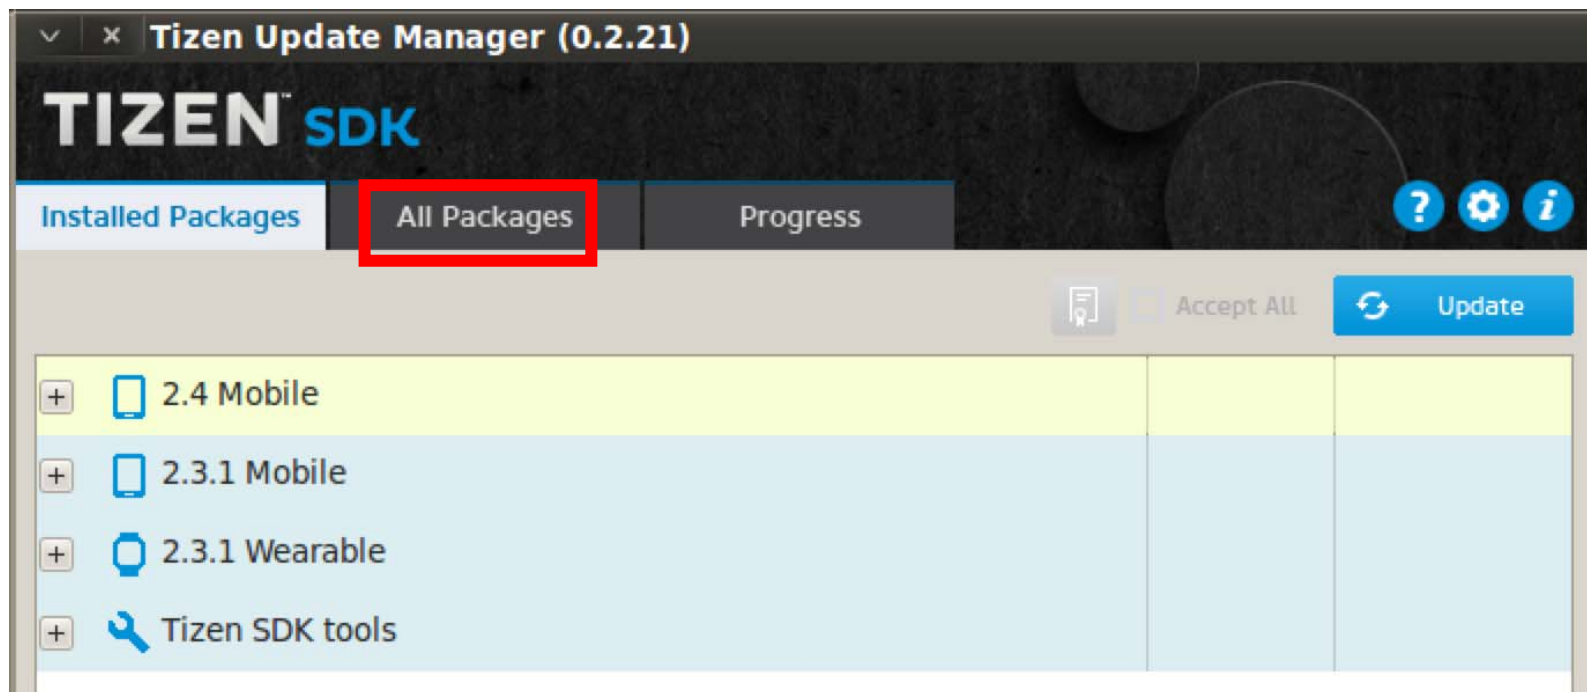 Tizen Update Manager (0.2.21)
TIZEN™ SDK
Installed Packages All Packages Progress
Accept All Update
2.4 Mobile
2.3.1 Mobile
2.3.1 Wearable
Tizen SDK tools